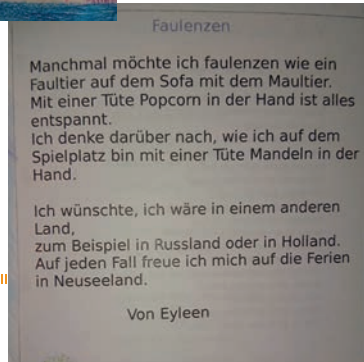 Faulenzen
Manchmal möchte ich faulenzen wie ein
Faultier auf dem Sofa mit dem Maultier.
Mit einer Tüte Popcorn in der Hand ist alles
entspannt.
Ich denke darüber nach, wie ich auf dem
Spielplatz bin mit einer Tüte Mandeln in der
Hand.
Ich wünschte, ich wäre in einem anderen
Land,
zum Beispiel in Russland oder in Holland.
Auf jeden Fall freue ich mich auf die Ferien
in Neuseeland.
Von Eyleen